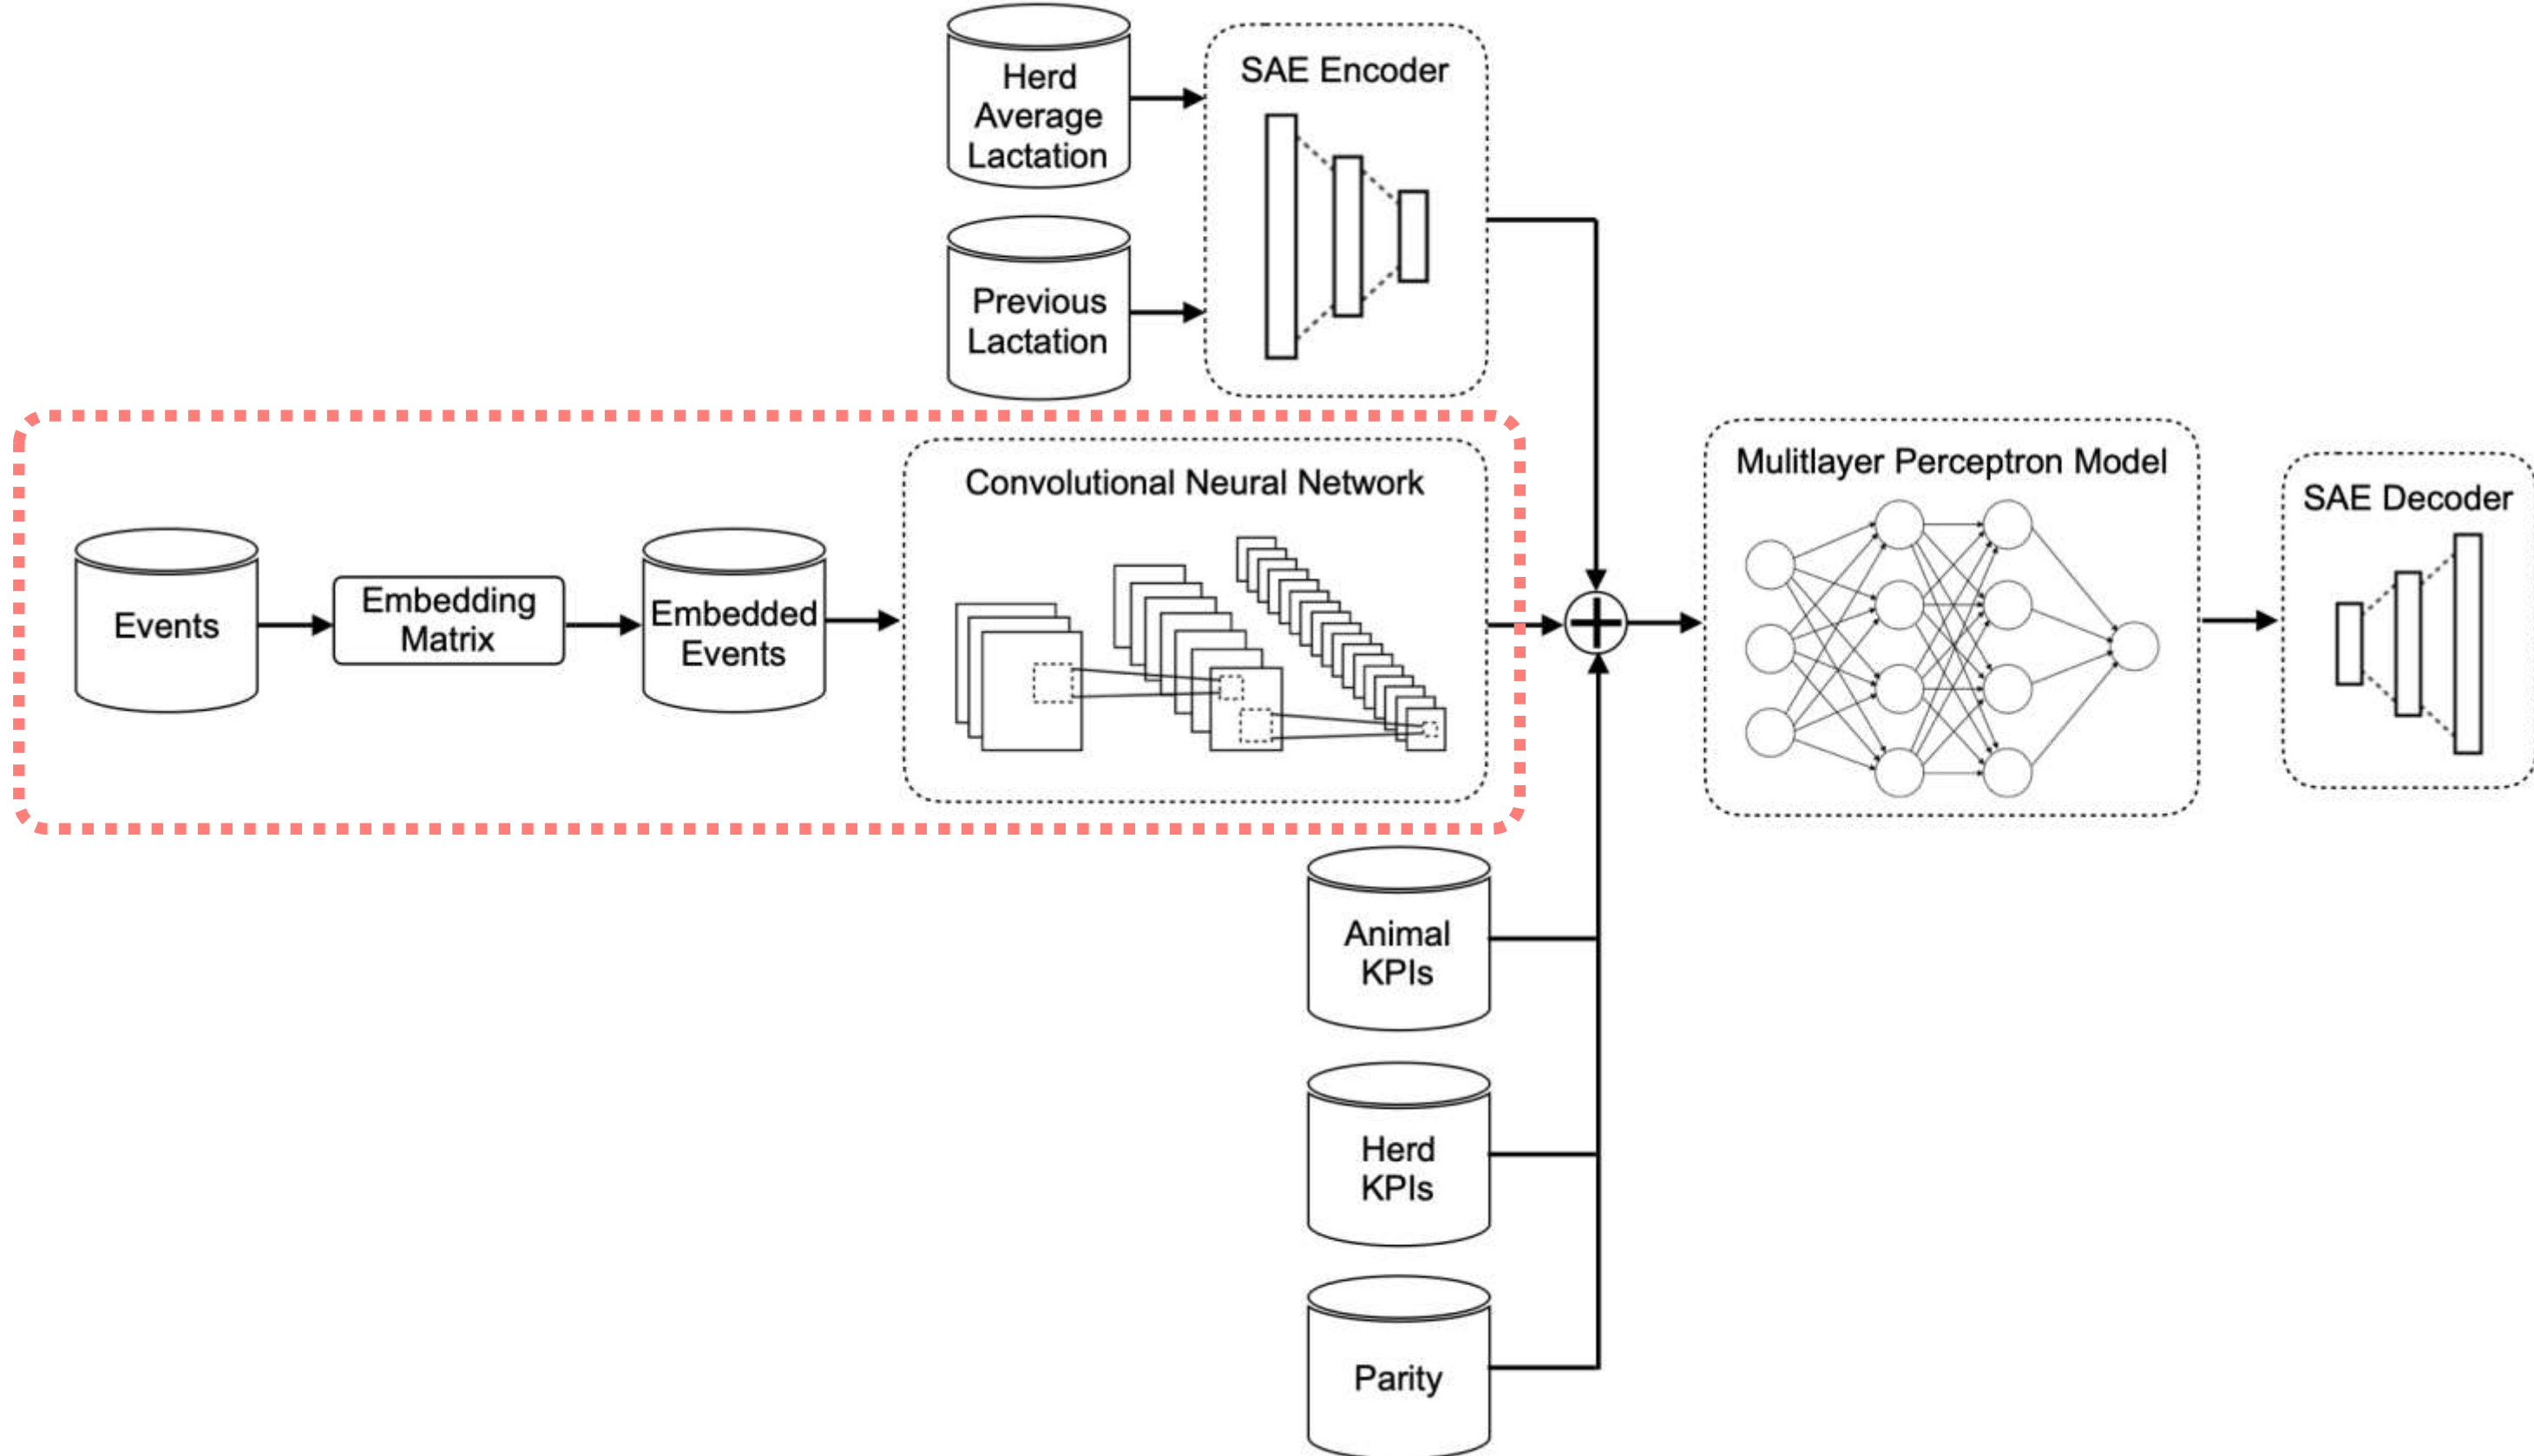 Herd
Average
Lactation
SAE Encoder
Previous
Lactation
Events
Embedding
Matrix
Embedded
Events
Convolutional Neural Network
Mulitlayer Perceptron Model
SAE Decoder
Animal
KPIs
Herd
KPIs
Parity